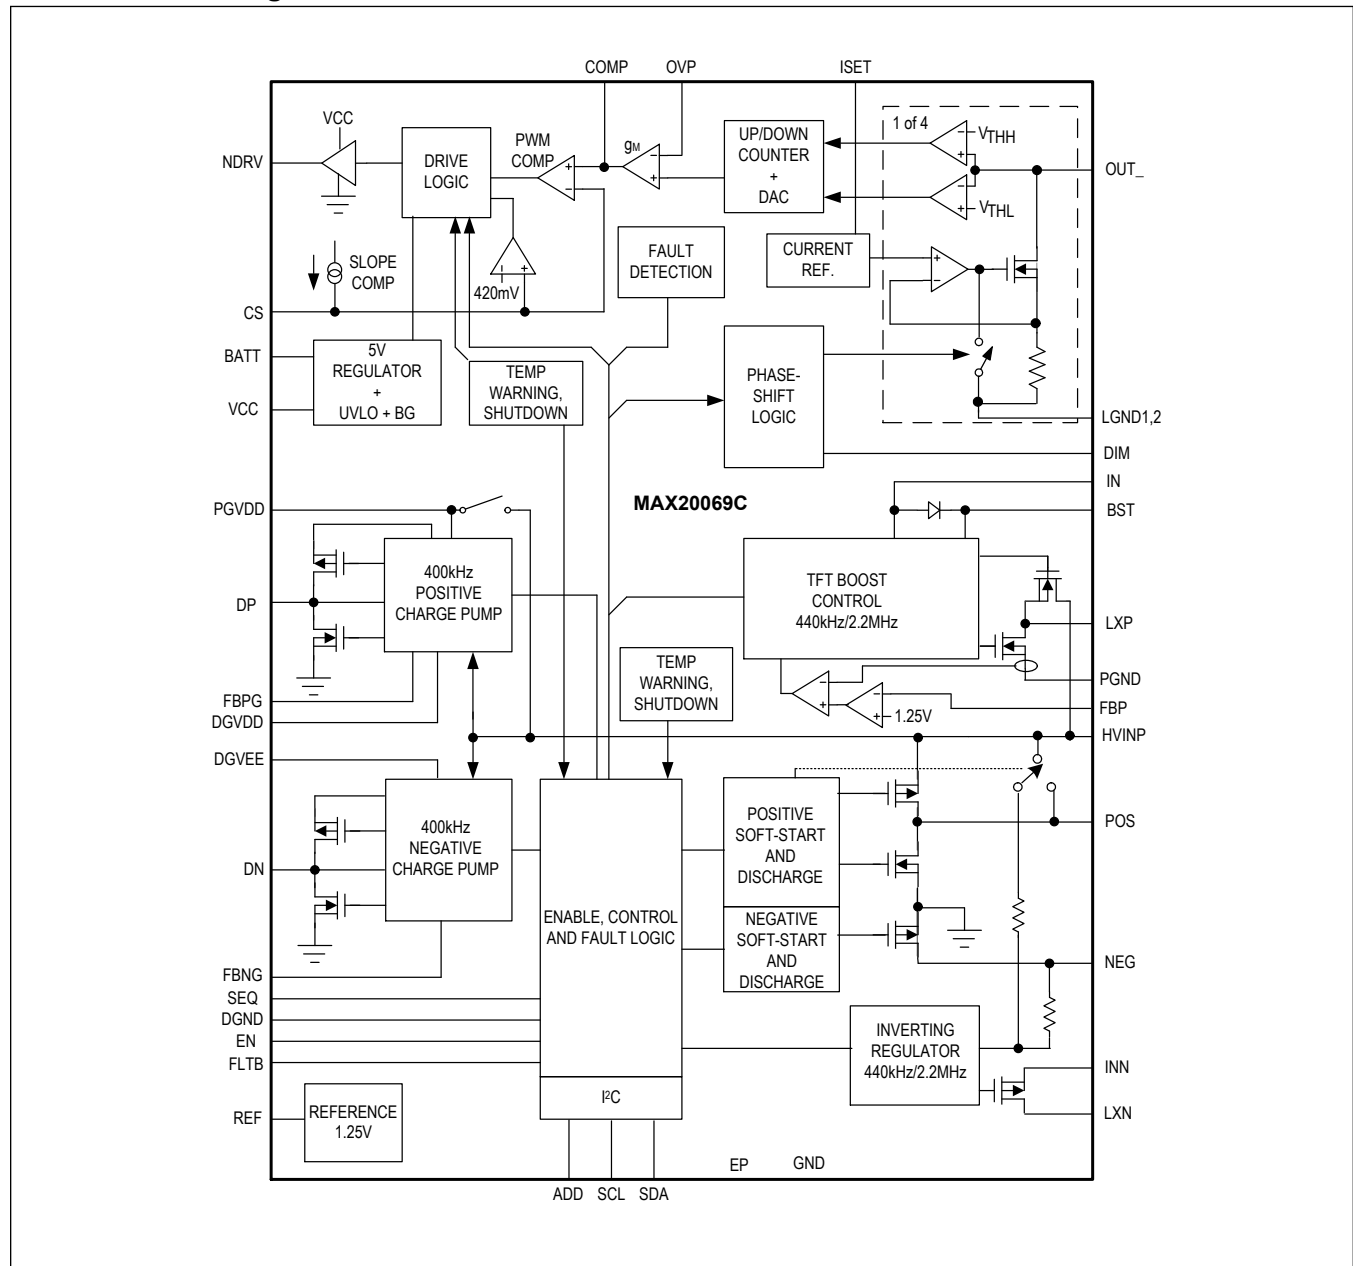 g
COMP OVP ISET
VCC
NDRV
DRIVE
LOGIC
PWM
COMP
+
-
gM
-
+
UP/DOWN
COUNTER
+
DAC
1 of 4
-
VTHH
+
-
+
VTHL
OUT_
SLOPE
COMP
-
+
420mV
FAULT
DETECTION
CURRENT
REF.
+
-
CS
BATT
VCC
5V
REGULATOR
+
UVLO + BG
TEMP
WARNING,
SHUTDOWN
PHASE-
SHIFT
LOGIC
LGND1,2
DIM
IN
BST
MAX20069C
PGVDD
400kHz
POSITIVE
CHARGE PUMP
DP
TFT BOOST
CONTROL
440kHz/2.2MHz
LXP
PGND
FBP
HVINP
TEMP
WARNING,
SHUTDOWN
-
+
-
+
1.25V
FBPG
DGVDD
DGVEE
400kHz
NEGATIVE
CHARGE PUMP
DN
ENABLE, CONTROL
AND FAULT LOGIC
POSITIVE
SOFT-START
AND
DISCHARGE
NEGATIVE
SOFT-START
AND
DISCHARGE
POS
NEG
FBNG
SEQ
DGND
EN
FLTB
INVERTING
REGULATOR
440kHz/2.2MHz
INN
LXN
REF
REFERENCE
1.25V
I²C
EP GND
ADD SCL SDA